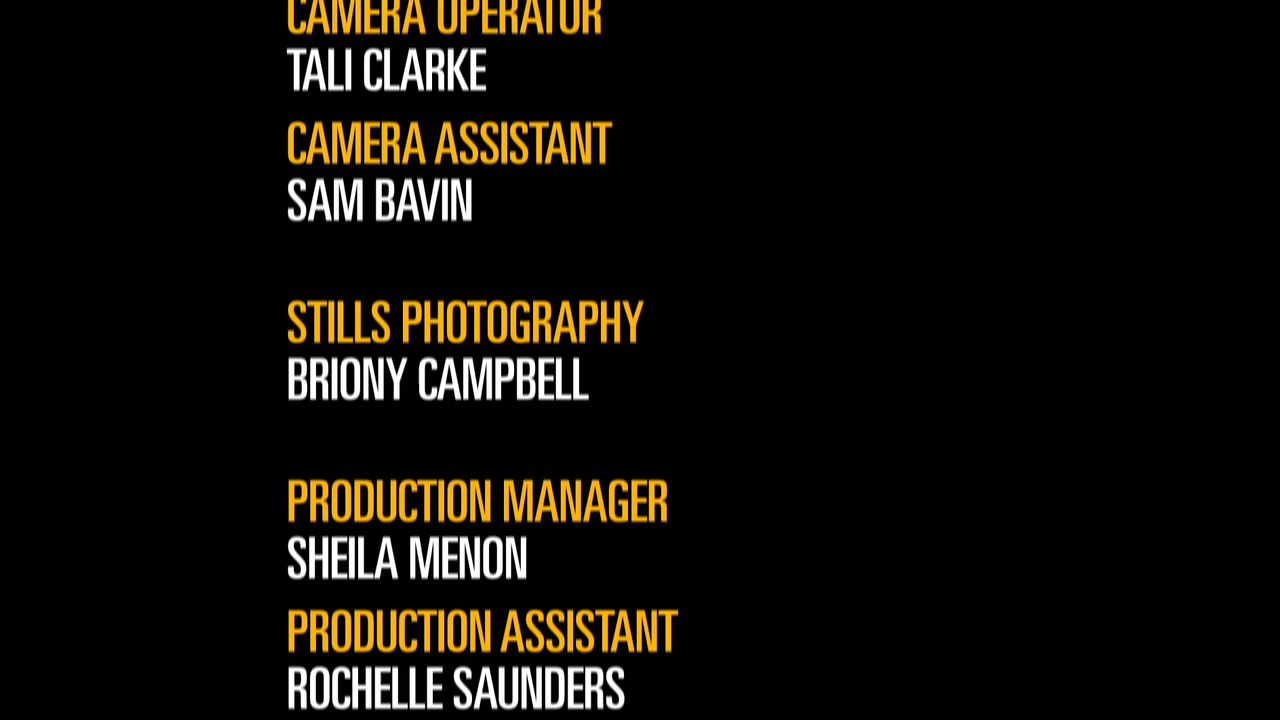 CAMERA OPERATOR
TALI CLARKE
CAMERA ASSISTANT
SAM BAVIN
STILLS PHOTOGRAPHY
BRIONY CAMPBELL
PRODUCTION MANAGER
SHEILA MENON
PRODUCTION ASSISTANT
ROCHELLE SAUNDERS